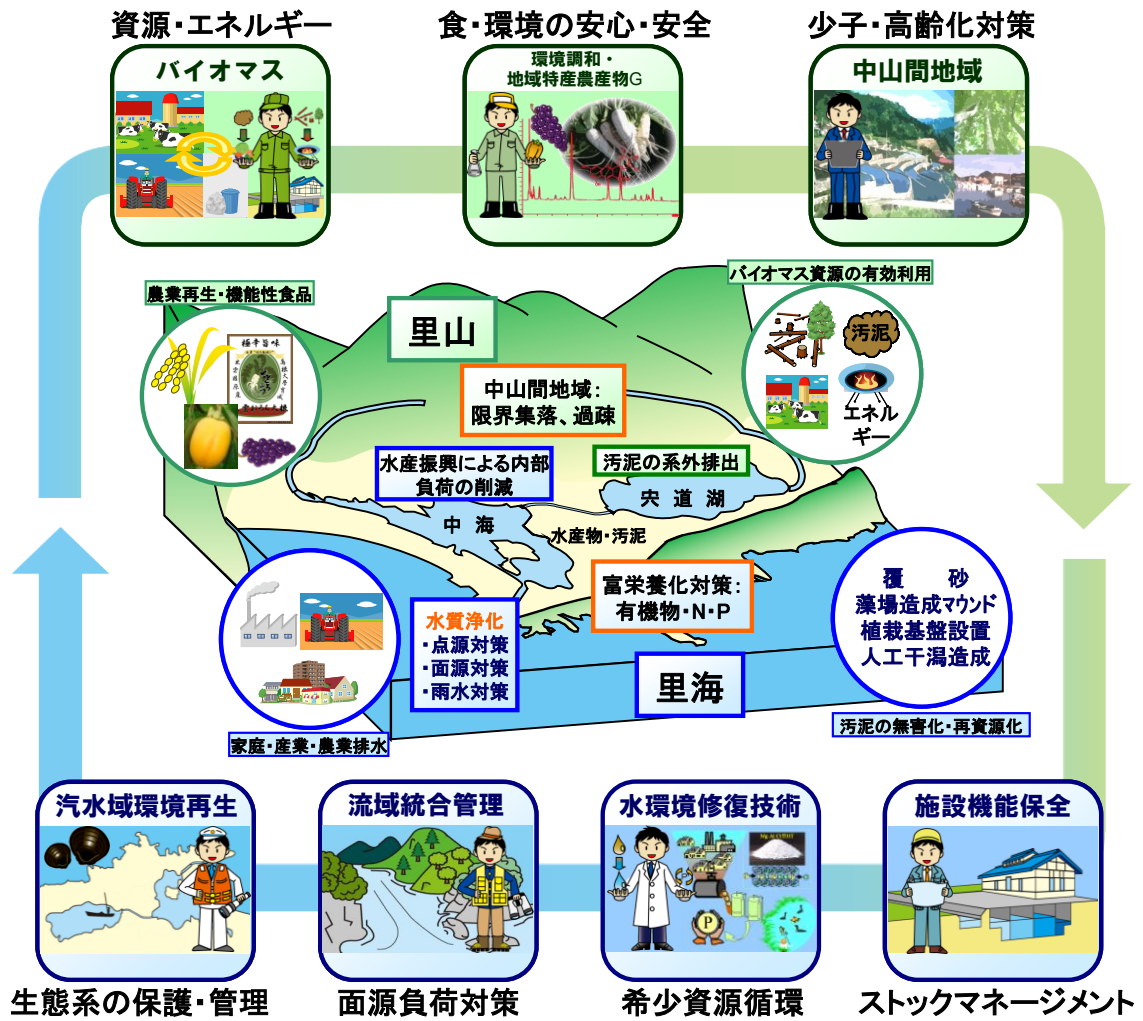 資源・エネルギー
食・環境の安心・安全
少子・高齢化対策
バイオマス
環境調和・
地域特産農産物G
中山間地域
農業再生・機能性食品
バイオマス資源の有効利用
里山
極辛旨味
汚泥
エネル
ギー
中山間地域：
限界集落、過疎
水産振興による内部
負荷の削減
汚泥の系外排出
宍道湖
中海
水産物・汚泥
富栄養化対策：
有機物・N・P
水質浄化
・点源対策
・面源対策
・雨水対策
里海
覆　砂
藻場造成マウンド
植栽基盤設置
人工干潟造成
家庭・産業・農業排水
汚泥の無害化・再資源化
汽水域環境再生
流域統合管理
水環境修復技術
施設機能保全
P
生態系の保護・管理
面源負荷対策
希少資源循環
ストックマネージメント